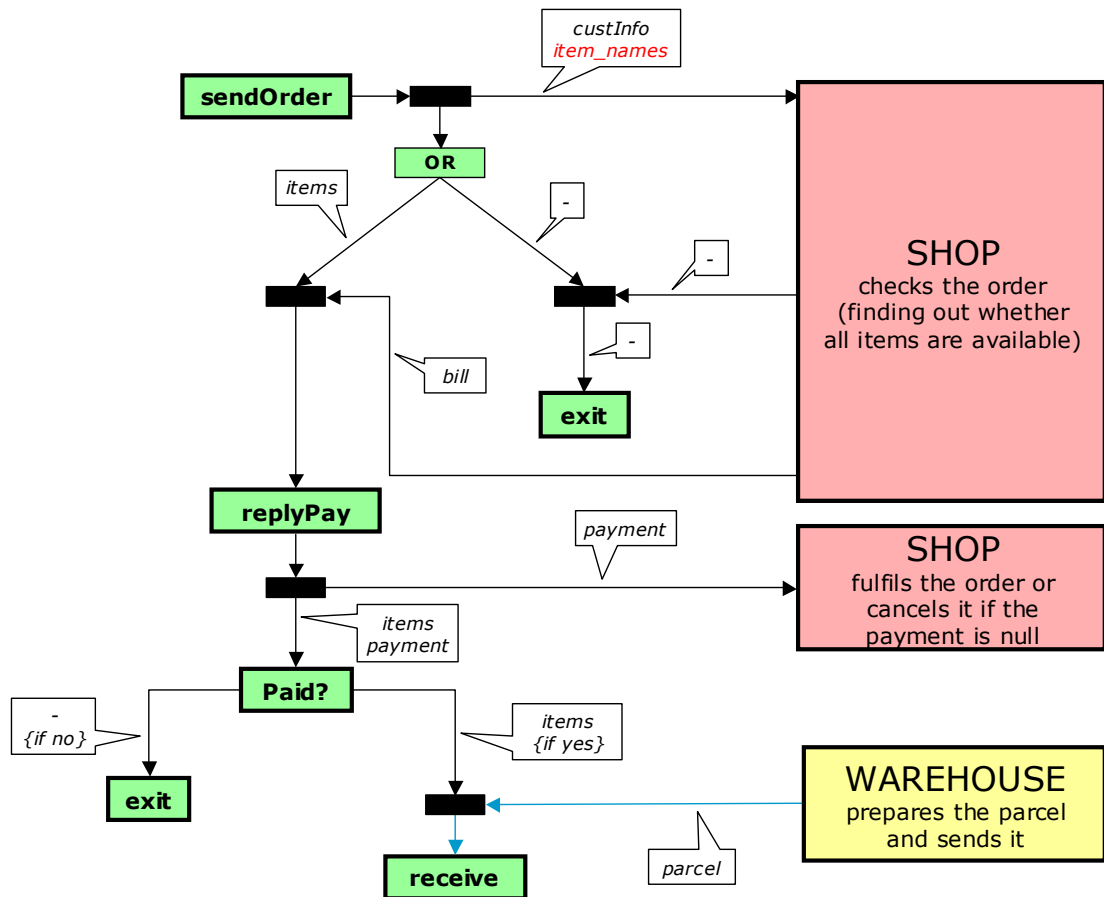 custInfo
item_names
sendOrder
OR
items
-
-
SHOP
checks the order
(finding out whether
all items are available)
-
bill
exit
replyPay
payment
SHOP
fulfils the order or
cancels it if the
payment is null
items
payment
Paid?
-
{if no}
items
{if yes}
WAREHOUSE
prepares the parcel
and sends it
exit
parcel
receive